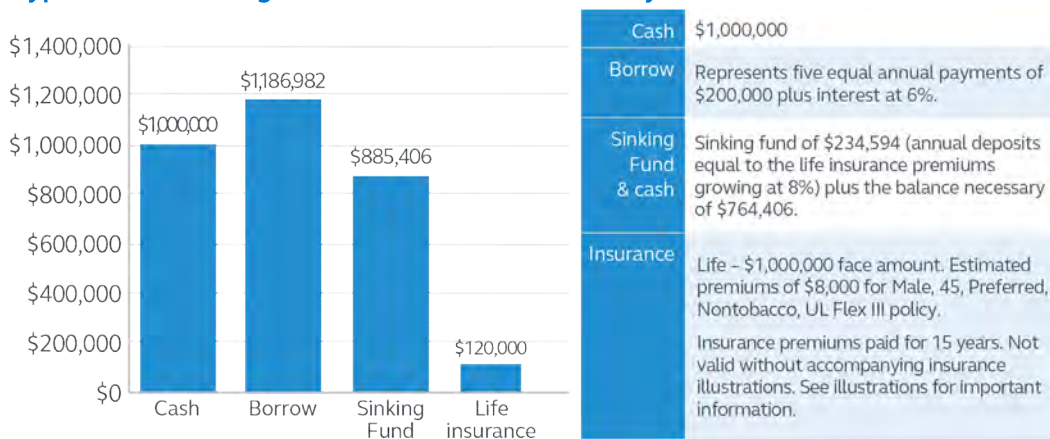 $1,400,000
$1,200,000
$1,000,000
$800,000
$600,000
$400,000
$200,000
$0
$1,000,000
$1,186,982
$885,406
$120,000
Cash
Borrow
Sinking
Fund
Life
insurance
Cash
$1,000,000
Borrow
Represents five equal annual payments of
$200,000 plus interest at 6%.
Sinking
Fund
& cash
Sinking fund of $234,594 (annual deposits
equal to the life insurance premiums
growing at 8%) plus the balance necessary
of $764,406.
Insurance
Life – $1,000,000 face amount. Estimated
premiums of $8,000 for Male, 45, Preferred,
Nontobacco, UL Flex III policy.
Insurance premiums paid for 15 years. Not
valid without accompanying insurance
illustrations. See illustrations for important
information.